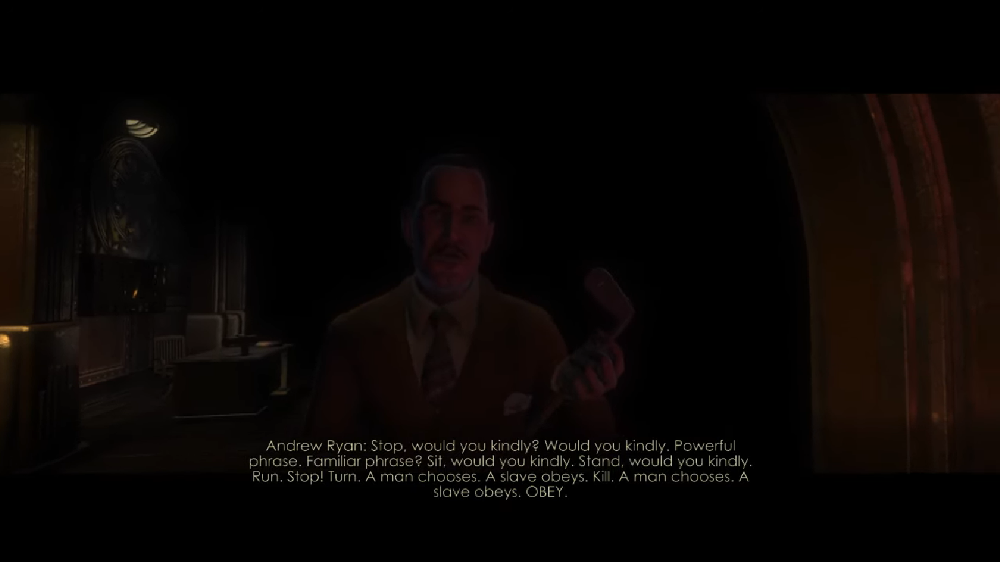 Andrew Ryan: Stop, would you kindly? Would you kindly. Powerful
phrase. Familiar phrase? Sit, would you kindly. Stand, would you kindly.
Run. Stop! Turn. A man chooses. A slave obeys. Kill. A man chooses. A
slave obeys. OBEY.